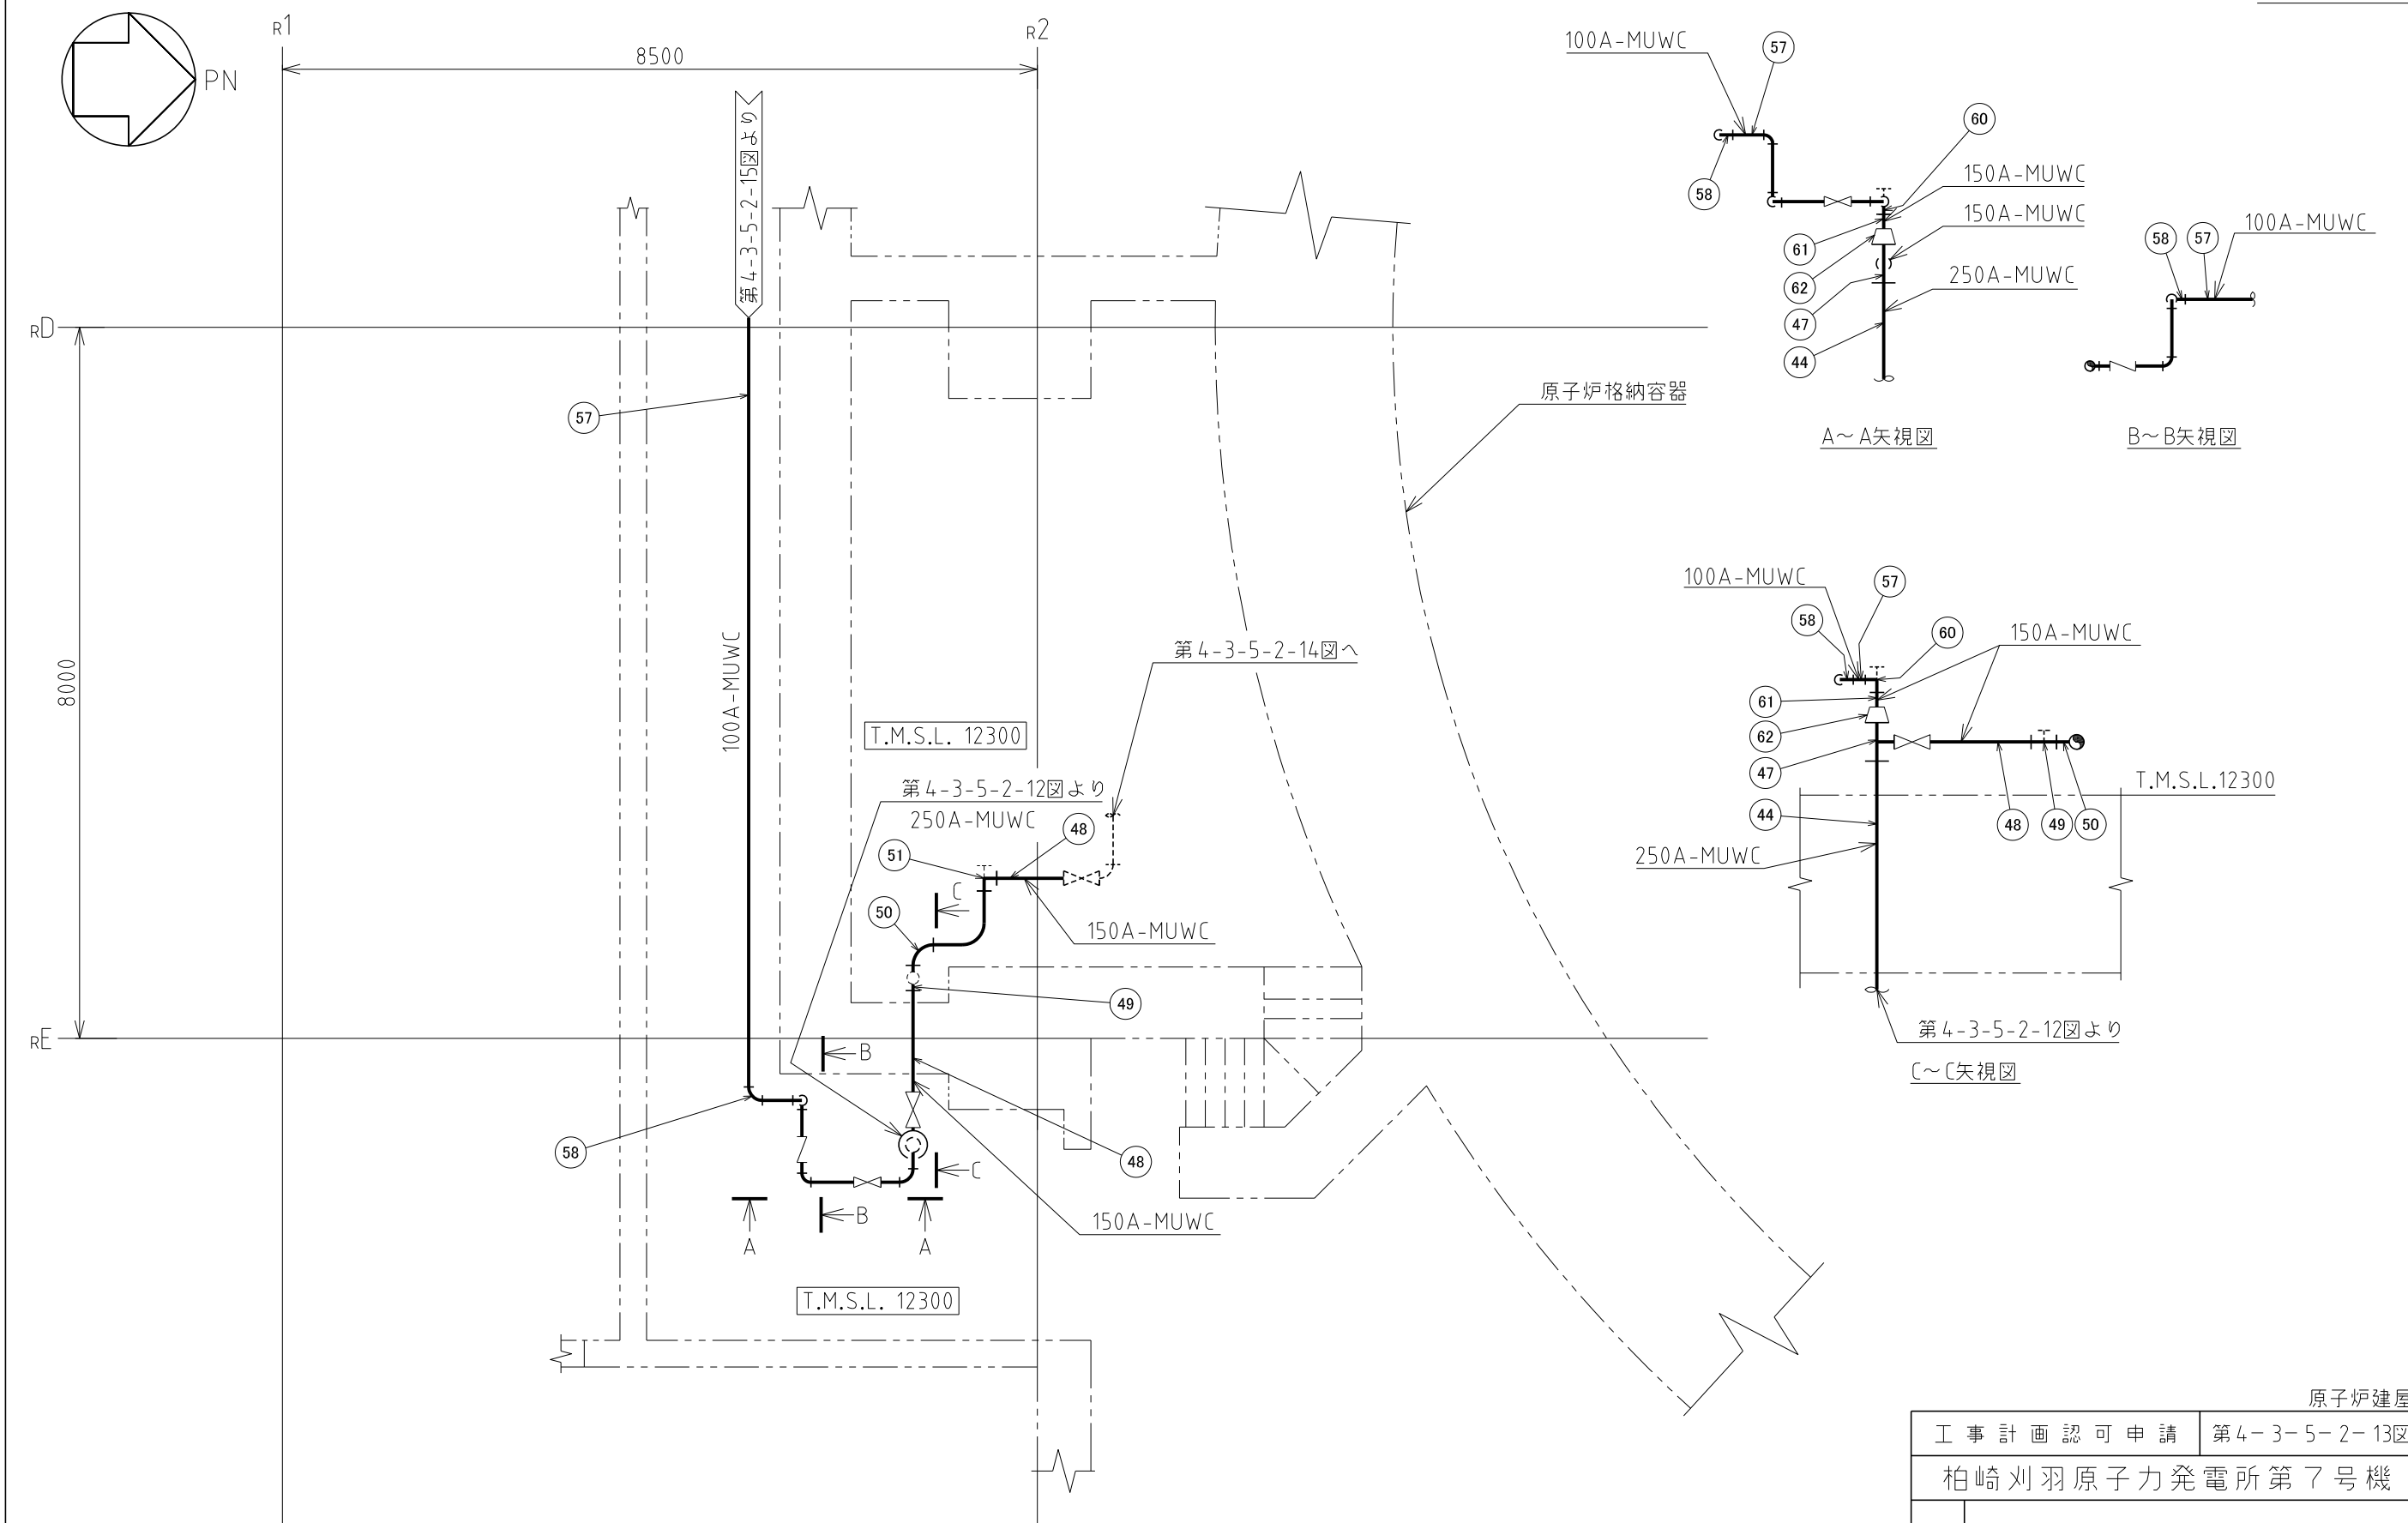 PN
R1
R2
8500
第4-3-5-2-15図より
RD
57
8000
100A-MUWC
原子炉格納容器
第4-3-5-2-14図へ
T.M.S.L. 12300
第4-3-5-2-12図より
250A-MUWC
48
51
C
50
150A-MUWC
49
RE
B
58
C
48
B
150A-MUWC
A
A
T.M.S.L. 12300
100A-MUWC
57
58
60
150A-MUWC
150A-MUWC
61
62
250A-MUWC
47
44
A～A矢視図
58
57
100A-MUWC
B～B矢視図
100A-MUWC
57
58
60
150A-MUWC
61
62
47
T.M.S.L.12300
44
48
49
50
250A-MUWC
第4-3-5-2-12図より
C～C矢視図
原子炉建屋
工事計画認可申請
第4-3-5-2-13図
柏崎刈羽原子力発電所第7号機